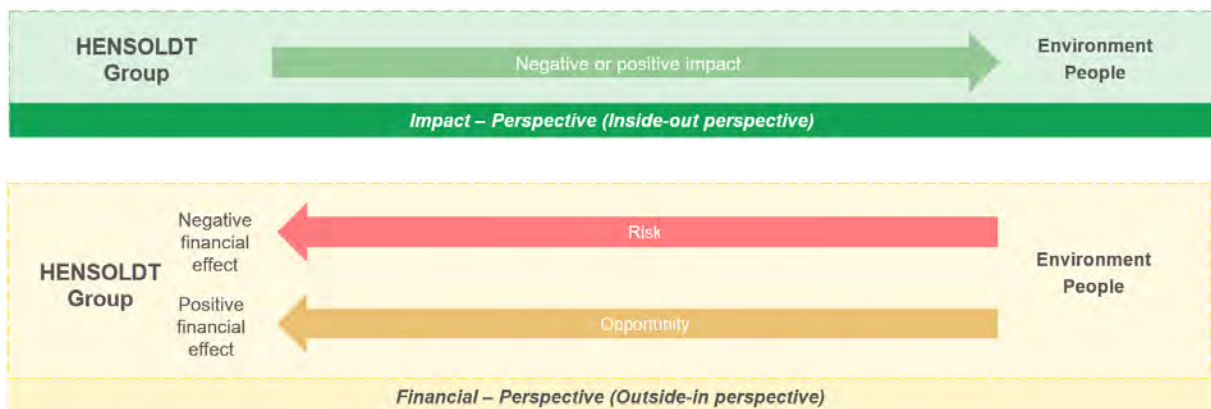 HENSOLDT
Group
Negative or positive impact
Environment
People
Impact – Perspective (Inside-out perspective)
Negative
financial
effect
Risk
HENSOLDT
Group
Environment
People
Positive
financial
effect
Opportunity
Financial – Perspective (Outside-in perspective)